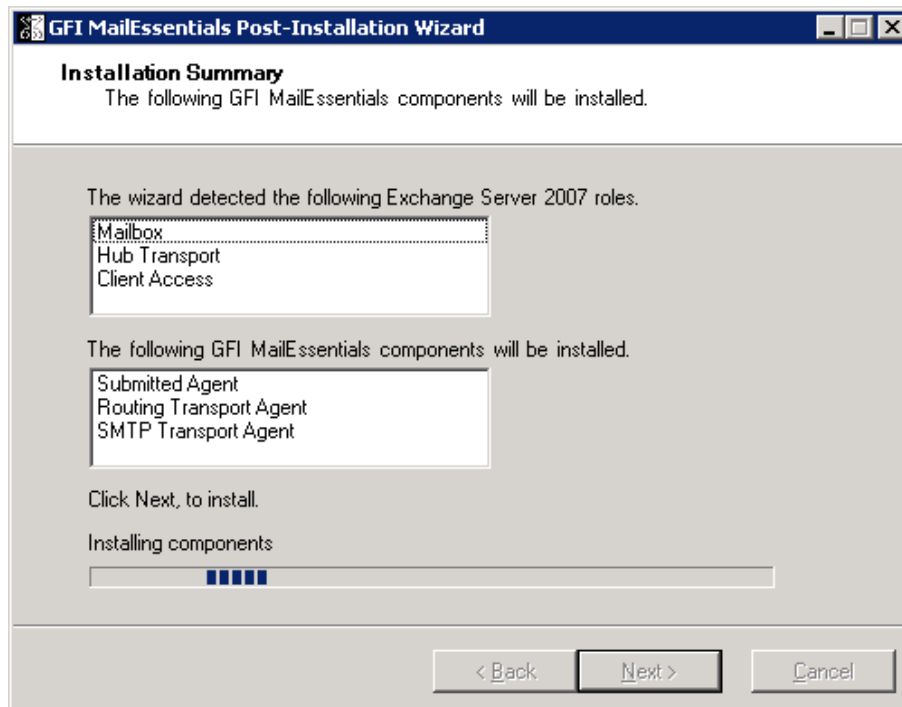 GFI MailEssentials Post-Installation Wizard
Installation Summary
The following GFI MailEssentials components will be installed.
The wizard detected the following Exchange Server 2007 roles.
Mailbox
Hub Transport
Client Access
The following GFI MailEssentials components will be installed.
Submitted Agent
Routing Transport Agent
SMTP Transport Agent
Click Next, to install.
Installing components
< Back
Next >
Cancel